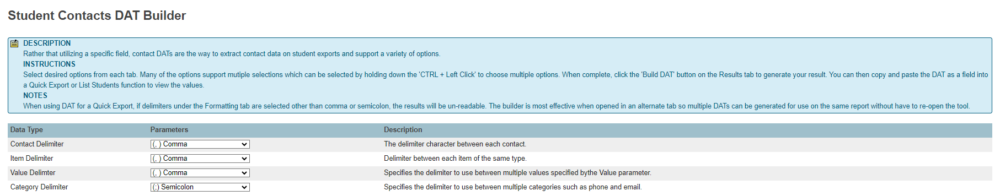 Student Contacts DAT Builder
DESCRIPTION
Rather that utilizing a specific field, contact DATs are the way to extract contact data on student exports and support a variety of options.
INSTRUCTIONS
Select desired options from each tab. Many of the options support mutiple selections which can be selected by holding down the 'CTRL + Left Click' to choose multiple options. When complete, click the 'Build DAT' button on the Results tab to generate your result. You can then copy and paste the DAT as a field into
a Quick Export or List Students function to view the values.
NOTES
When using DAT for a Quick Export, if delimiters under the Formatting tab are selected other than comma or semicolon, the results will be un-readable. The builder is most effective when opened in an alternate tab so multiple DATs can be generated for use on the same report without have to re-open the tool.
Data Type Parameters Description
Contact Delimiter (, ) Comma The delimiter character between each contact.
Item Delimiter (, ) Comma Delimiter between each item of the same type.
Value Delimter (, ) Comma Specifies the delimiter to use between multiple values specified bythe Value parameter.
Category Delimiter (;) Semicolon Specifies the delimiter to use between multiple categories such as phone and email.